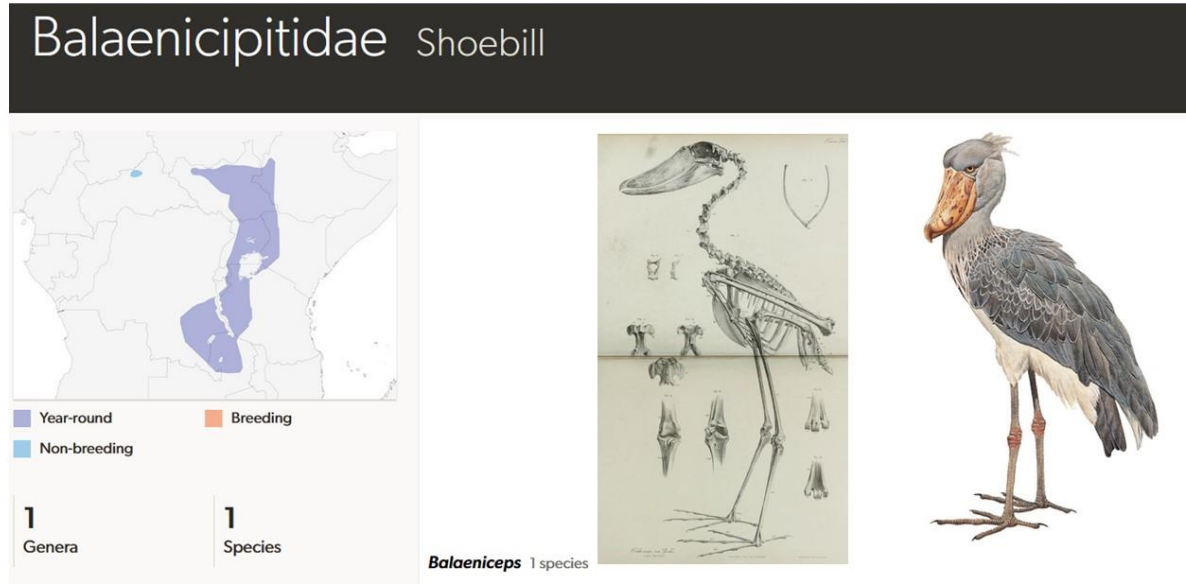 Balaenicipitidae Shoebill
Year-round
Breeding
Non-breeding
1
Genera
1
Species
Balaeniceps 1 species